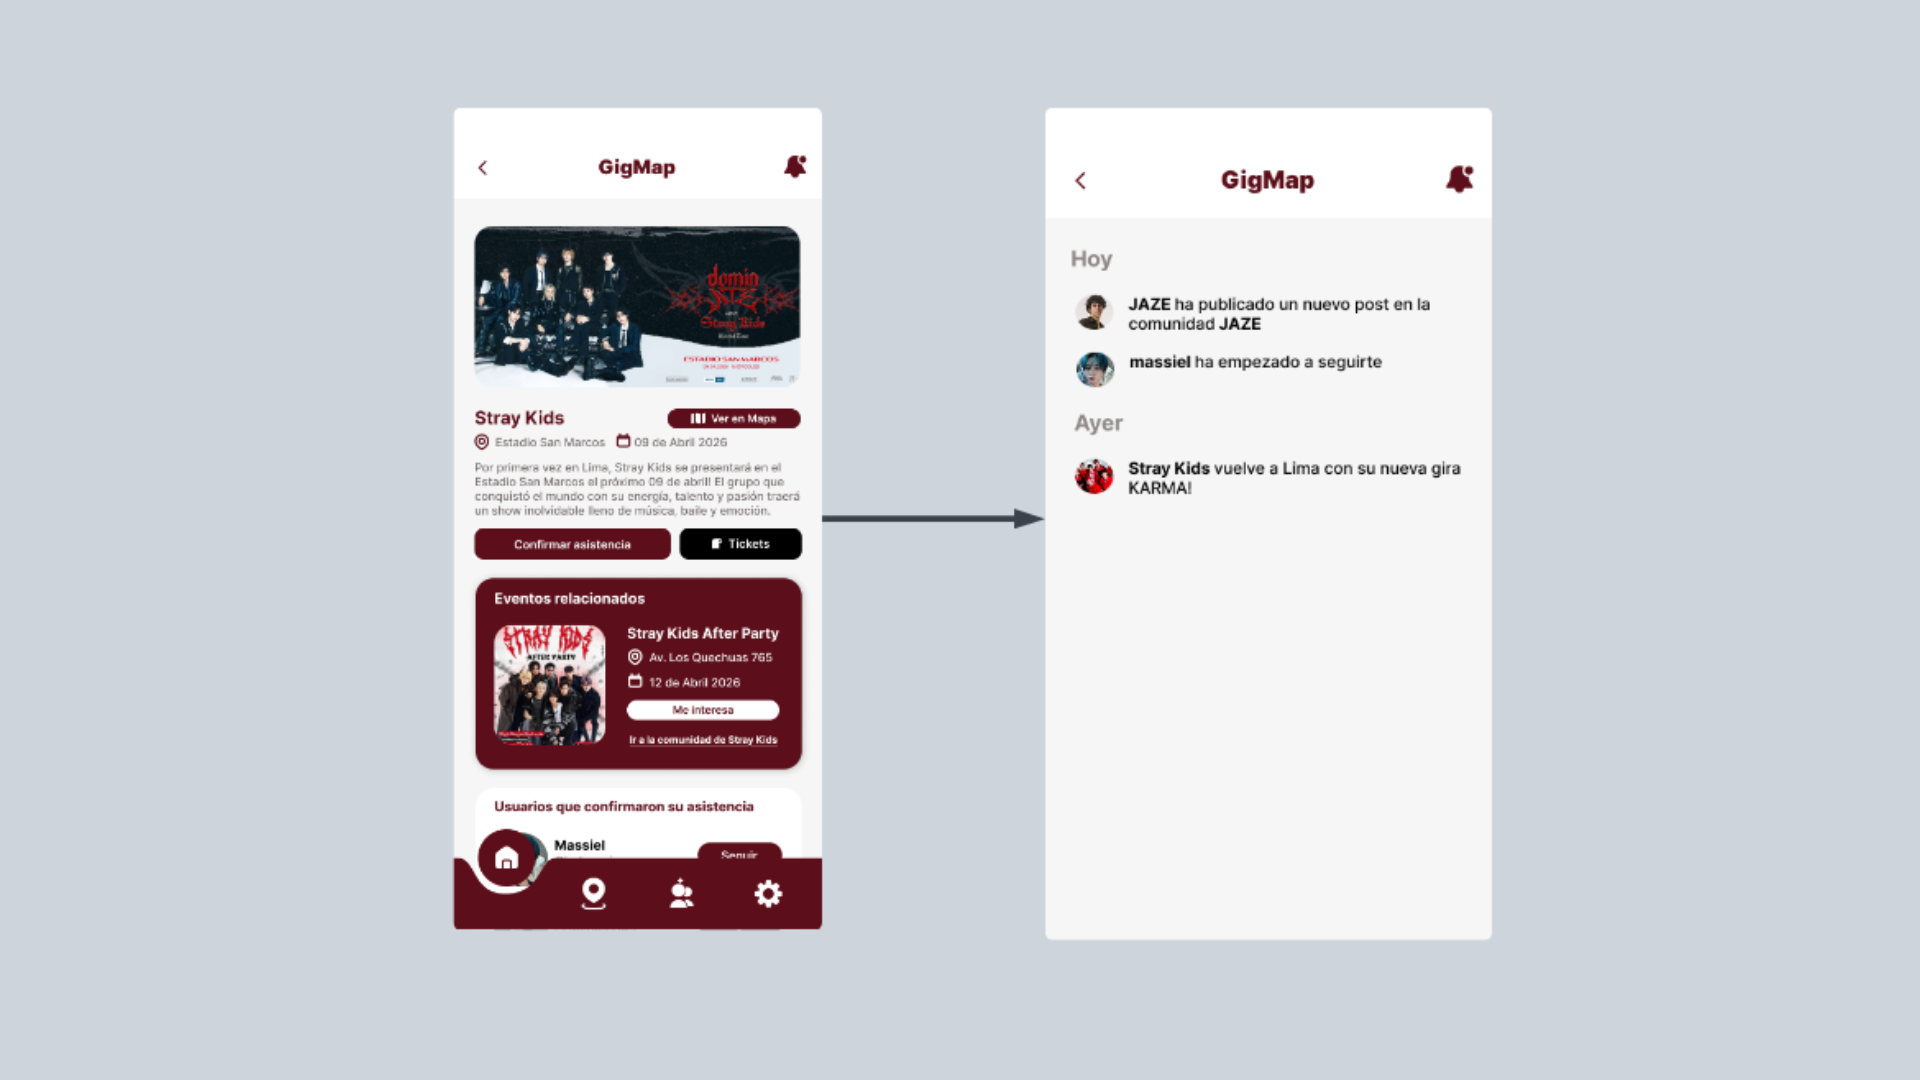 GigMap
domin
ATE
Stray Kids
ESTADIO SAN MARCOS
Stray Kids
Ver en Mapa
Estadio San Marcos
09 de Abril 2026
Por primera vez en Lima, Stray Kids se presentará en el
Estadio San Marcos el próximo 09 de abril! El grupo que
conquistó el mundo con su energía, talento y pasión traerá
un show inolvidable lleno de música, baile y emoción.
Confirmar asistencia
Tickets
Eventos relacionados
STRAY KIDS
AFTER PARTY
Stray Kids After Party
Av. Los Quechuas 765
12 de Abril 2026
Me interesa
Ir a la comunidad de Stray Kids
Usuarios que confirmaron su asistencia
Massiel
Seguir
GigMap
Hoy
JAZE ha publicado un nuevo post en la
comunidad JAZE
massiel ha empezado a seguirte
Ayer
Stray Kids vuelve a Lima con su nueva gira
KARMA!